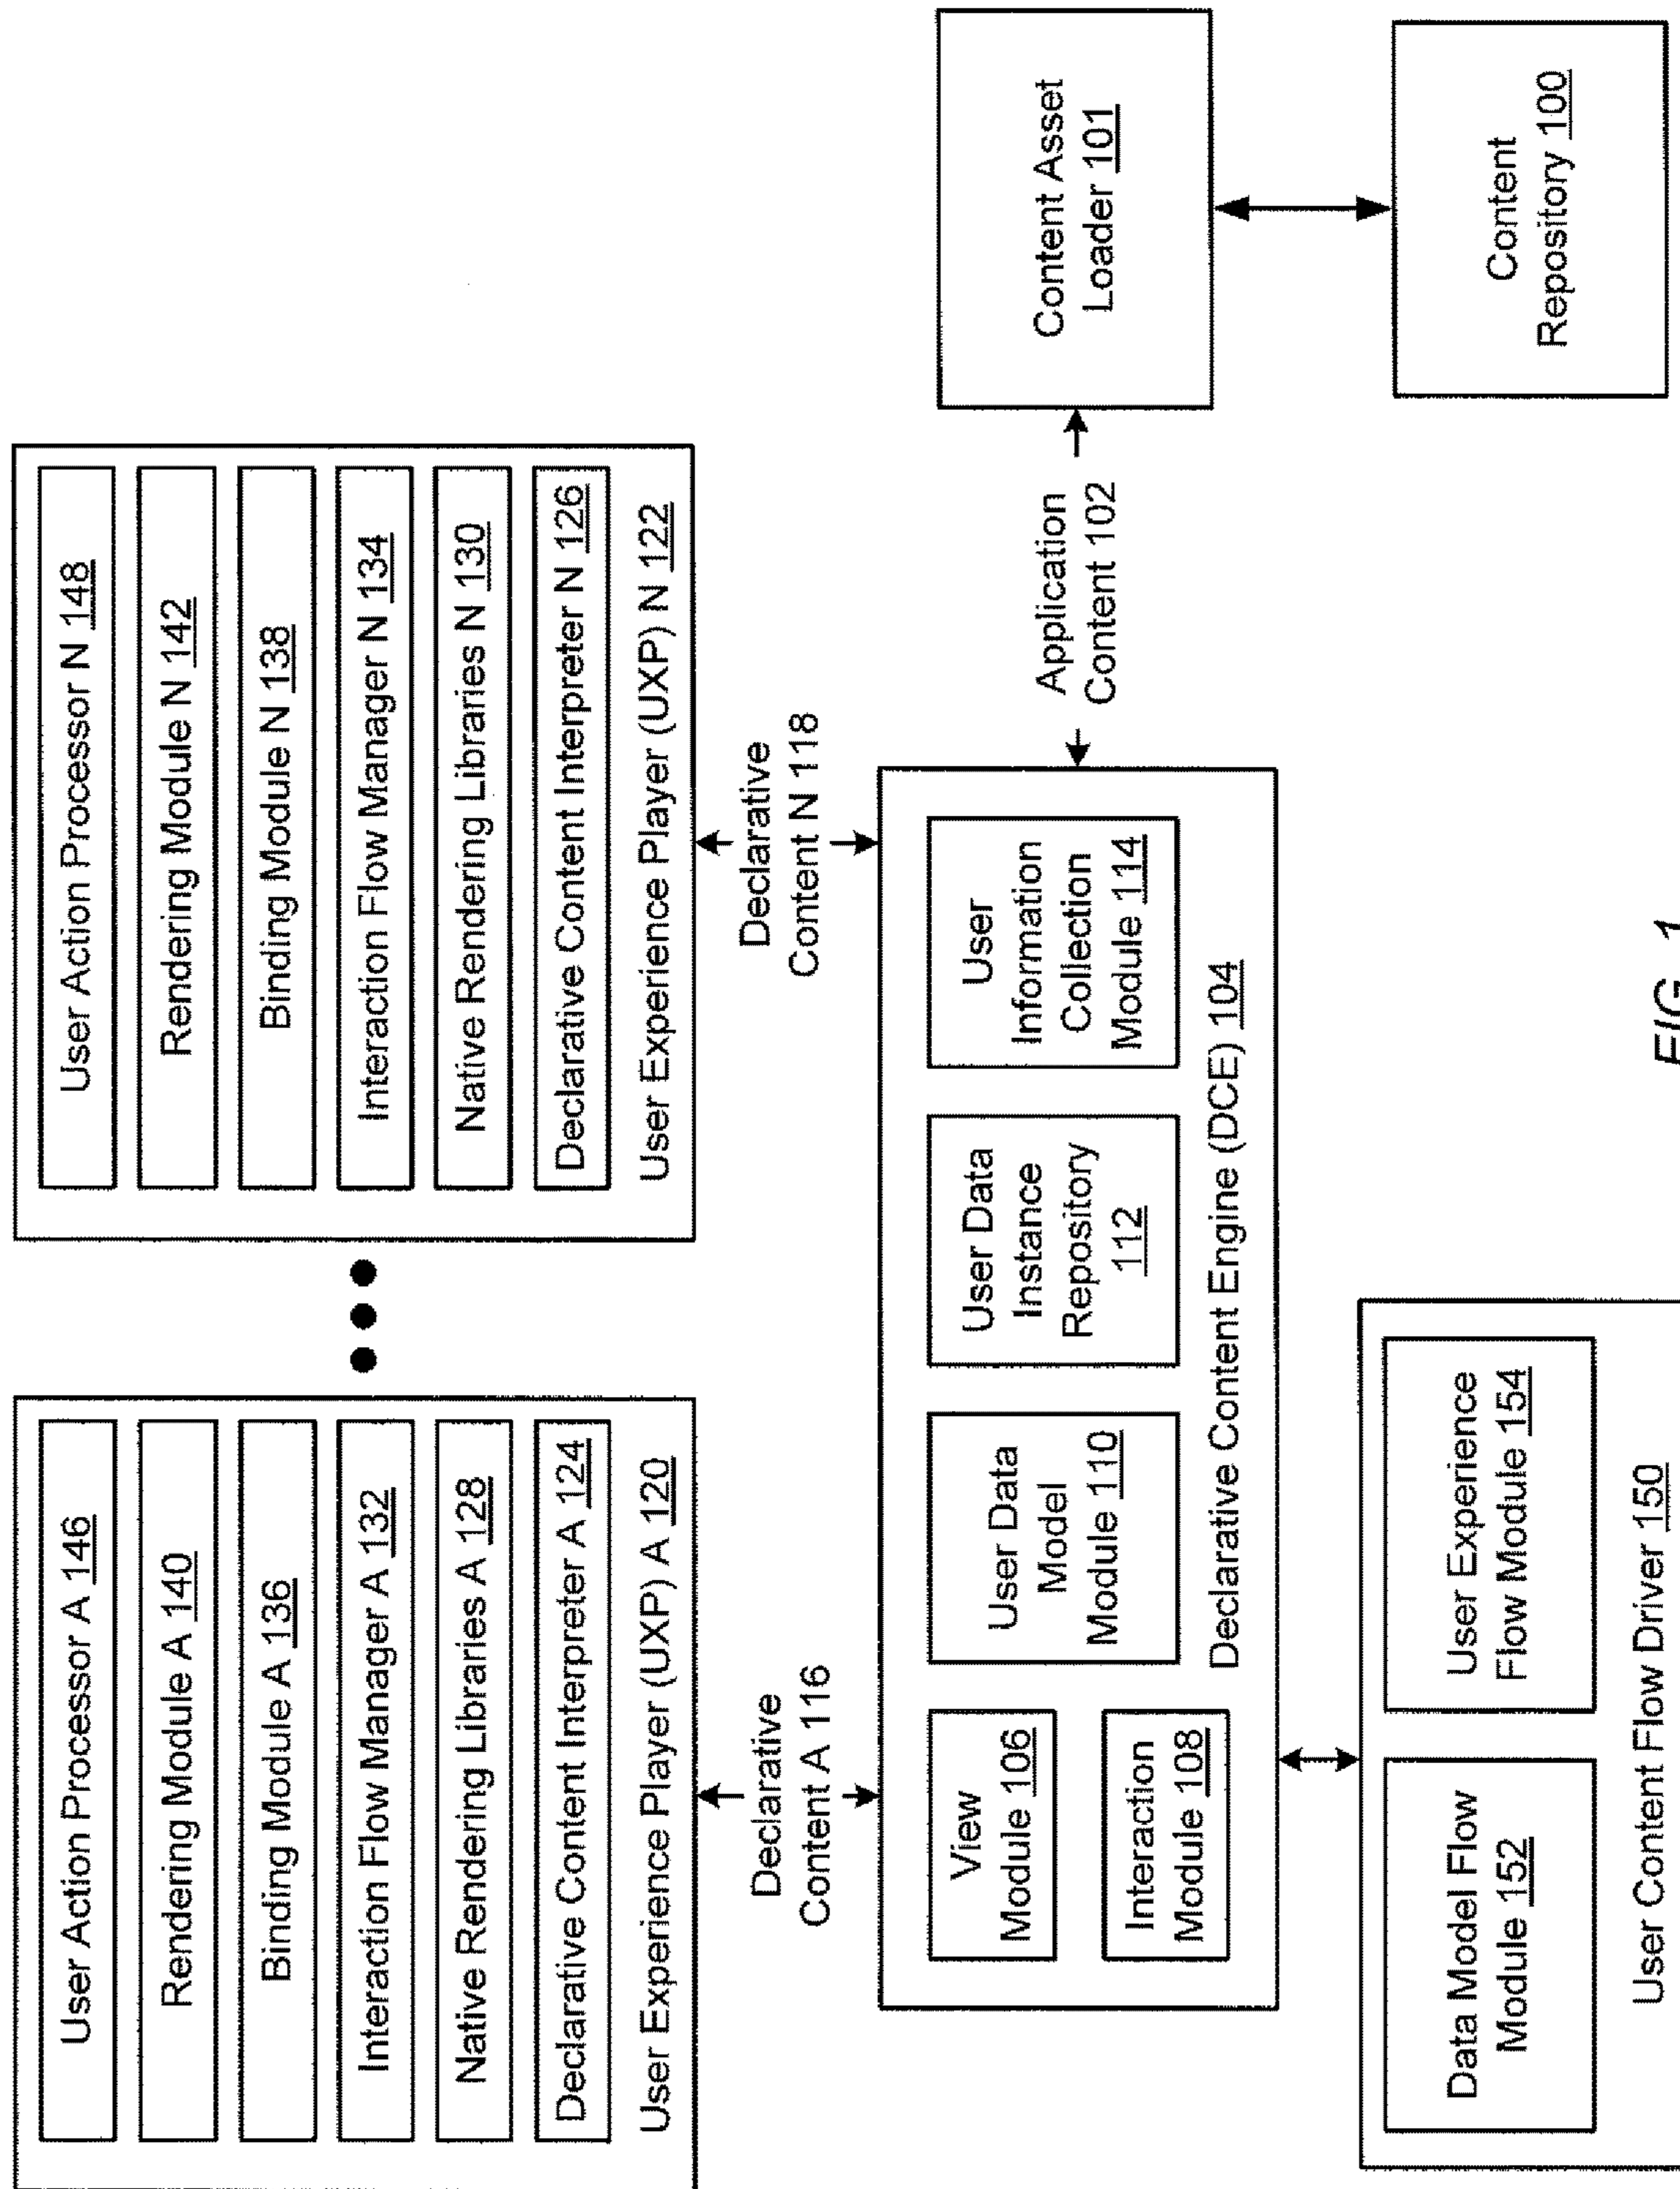 User Action Processor A 146
Rendering Module A 140
Binding Module A 136
Interaction Flow Manager A 132
Native Rendering Libraries A 128
Declarative Content Interpreter A 124
User Experience Player (UXP) A 120
User Action Processor N 148
Rendering Module N 142
Binding Module N 138
Interaction Flow Manager N 134
Native Rendering Libraries N 130
Declarative Content Interpreter N 126
User Experience Player (UXP) N 122
Declarative
Content A 116
Declarative
Content N 118
View
Module 106
Interaction
Module 108
User Data
Model
Module 110
User Data
Instance
Repository
112
User
Information
Collection
Module 114
Declarative Content Engine (DCE) 104
Application
Content 102
Content Asset
Loader 101
Content
Repository 100
Data Model Flow
Module 152
User Experience
Flow Module 154
User Content Flow Driver 150
FIG. 1